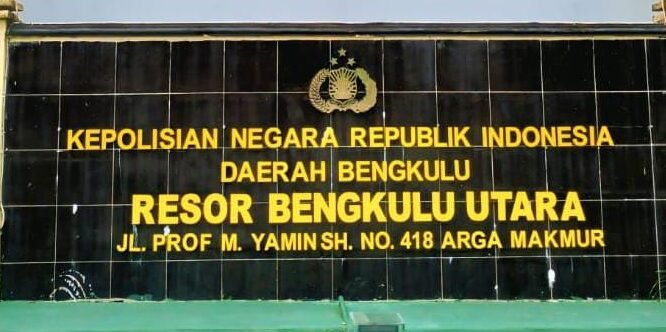 KEPOLISIAN NEGARA REPUBLIK INDONESIA
DAERAH BENGKULU
RESOR BENGKULU UTARA
JL. PROF M. YAMIN SH. NO. 418 ARGA MAKMUR